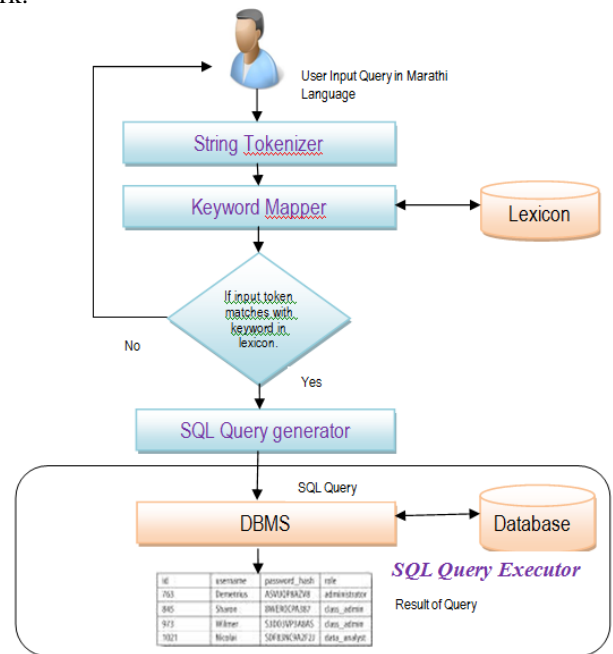 User Input Query in Marathi
Language
String Tokenizer
Keyword Mapper
Lexicon
If input token
matches with
keyword in
lexicon.
No
Yes
SQL Query generator
SQL Query
DBMS
Database
SQL Query Executor
id username password_hash role
763 Demetrius administrator
845 Sharon class_admin
973 Wilmer class_admin
1021 Nicolai data_analyst
Result of Query